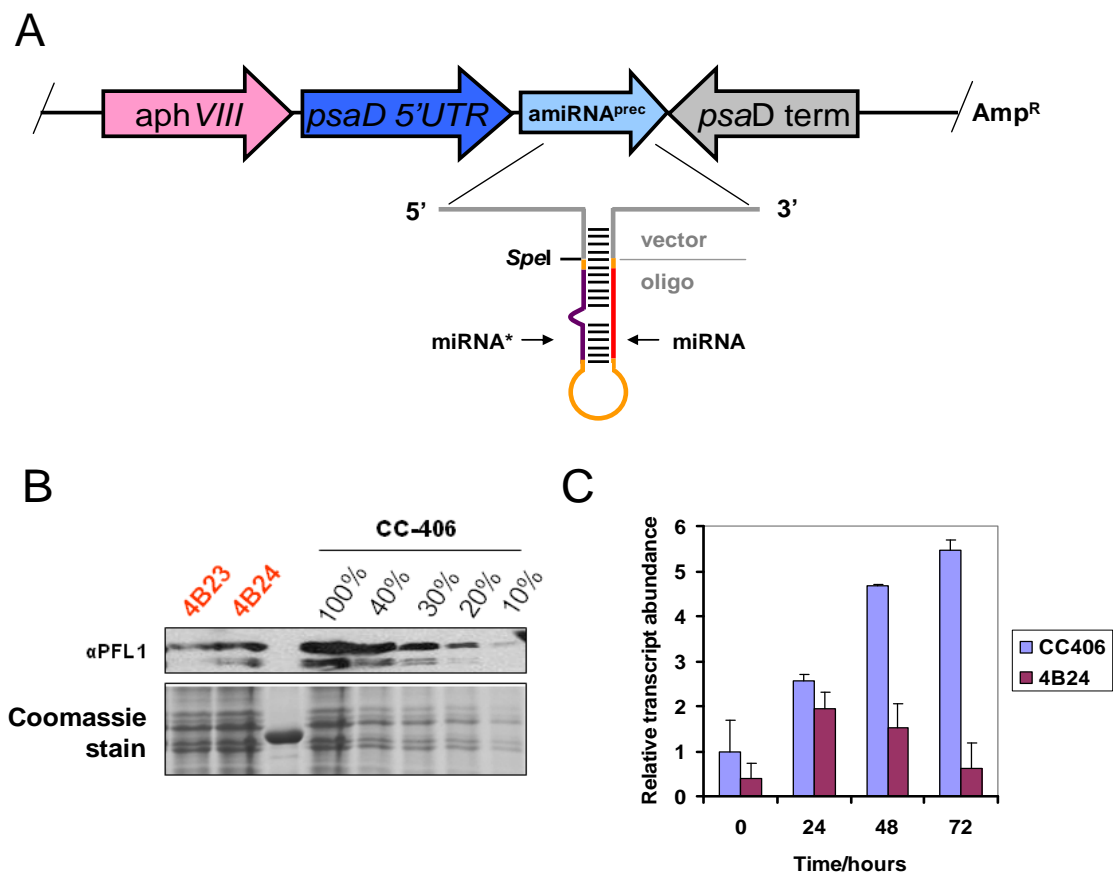 A
aphVIII
psaD 5'UTR
amiRNAprec
psaD term
AmpR
5’
3’
vector
SpeI
oligo
miRNA*
miRNA
B
CC-406
4B23
4B24
100%
40%
30%
20%
10%
αPFL1
Coomassie
stain
C
Relative transcript abundance
6
5
4
3
2
1
0
0
24
48
72
Time/hours
CC406
4B24